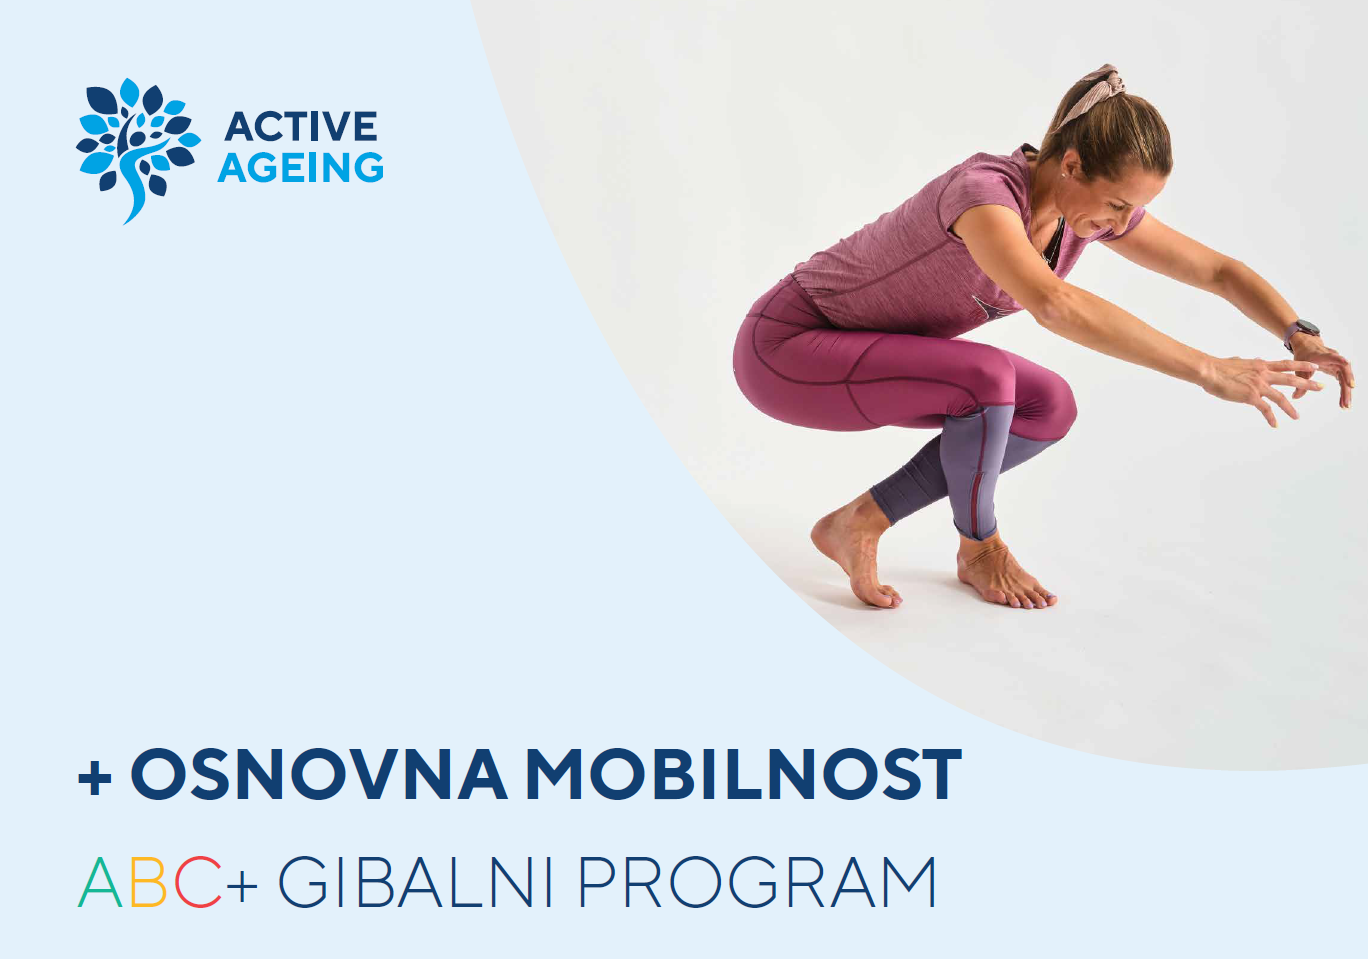 ACTIVE
AGEING
+ OSNOVNA MOBILNOST
ABC+ GIBALNI PROGRAM